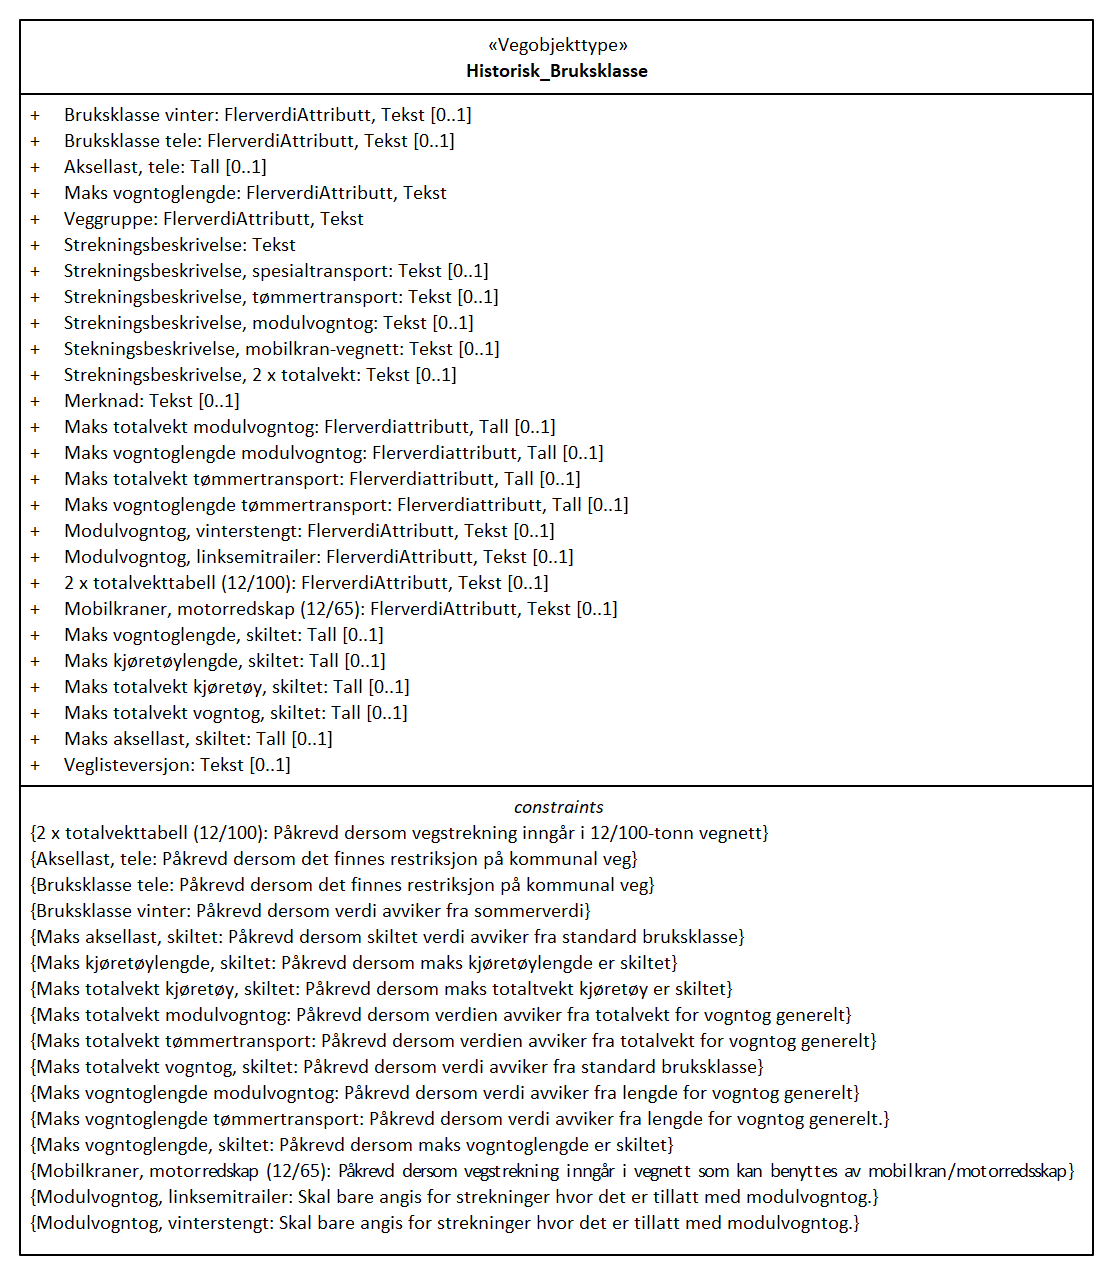 «Vegobjekttype»
Historisk_Bruksklasse
+ Bruksklasse vinter: FlerverdiAttributt, Tekst [0..1]
+ Bruksklasse tele: FlerverdiAttributt, Tekst [0..1]
+ Aksellast, tele: Tall [0..1]
+ Maks vogntoglengde: FlerverdiAttributt, Tekst
+ Veggruppe: FlerverdiAttributt, Tekst
+ Strekningsbeskrivelse: Tekst
+ Strekningsbeskrivelse, spesialtransport: Tekst [0..1]
+ Strekningsbeskrivelse, tømmertransport: Tekst [0..1]
+ Strekningsbeskrivelse, modulvogntog: Tekst [0..1]
+ Stekningsbeskrivelse, mobilkran-vegnett: Tekst [0..1]
+ Strekningsbeskrivelse, 2 x totalvekt: Tekst [0..1]
+ Merknad: Tekst [0..1]
+ Maks totalvekt modulvogntog: Flerverdiattributt, Tall [0..1]
+ Maks vogntoglengde modulvogntog: Flerverdiattributt, Tall [0..1]
+ Maks totalvekt tømmertransport: Flerverdiattributt, Tall [0..1]
+ Maks vogntoglengde tømmertransport: Flerverdiattributt, Tall [0..1]
+ Modulvogntog, vinterstengt: FlerverdiAttributt, Tekst [0..1]
+ Modulvogntog, linksemitrailer: FlerverdiAttributt, Tekst [0..1]
+ 2 x totalvekttabell (12/100): FlerverdiAttributt, Tekst [0..1]
+ Mobilkraner, motorredskap (12/65): FlerverdiAttributt, Tekst [0..1]
+ Maks vogntoglengde, skiltet: Tall [0..1]
+ Maks kjøretøylengde, skiltet: Tall [0..1]
+ Maks totalvekt kjøretøy, skiltet: Tall [0..1]
+ Maks totalvekt vogntog, skiltet: Tall [0..1]
+ Maks aksellast, skiltet: Tall [0..1]
+ Veglisteversjon: Tekst [0..1]
constraints
{2 x totalvekttabell (12/100): Påkrevd dersom vegstrekning inngår i 12/100-tonn vegnett}
{Aksellast, tele: Påkrevd dersom det finnes restriksjon på kommunal veg}
{Bruksklasse tele: Påkrevd dersom det finnes restriksjon på kommunal veg}
{Bruksklasse vinter: Påkrevd dersom verdi avviker fra sommerverdi}
{Maks aksellast, skiltet: Påkrevd dersom skiltet verdi avviker fra standard bruksklasse}
{Maks kjøretøylengde, skiltet: Påkrevd dersom maks kjøretøylengde er skiltet}
{Maks totalvekt kjøretøy, skiltet: Påkrevd dersom maks totaltvekt kjøretøy er skiltet}
{Maks totalvekt modulvogntog: Påkrevd dersom verdien avviker fra totalvekt for vogntog generelt}
{Maks totalvekt tømmertransport: Påkrevd dersom verdien avviker fra totalvekt for vogntog generelt}
{Maks totalvekt vogntog, skiltet: Påkrevd dersom verdi avviker fra standard bruksklasse}
{Maks vogntoglengde modulvogntog: Påkrevd dersom verdi avviker fra lengde for vogntog generelt}
{Maks vogntoglengde tømmertransport: Påkrevd dersom verdi avviker fra lengde for vogntog generelt.}
{Maks vogntoglengde, skiltet: Påkrevd dersom maks vogntoglengde er skiltet}
{Mobilkraner, motorredskap (12/65): Påkrevd dersom vegstrekning inngår i vegnett som kan benyttes av mobilkran/motorredsskap}
{Modulvogntog, linksemitrailer: Skal bare angis for strekninger hvor det er tillatt med modulvogntog.}
{Modulvogntog, vinterstengt: Skal bare angis for strekninger hvor det er tillatt med modulvogntog.}